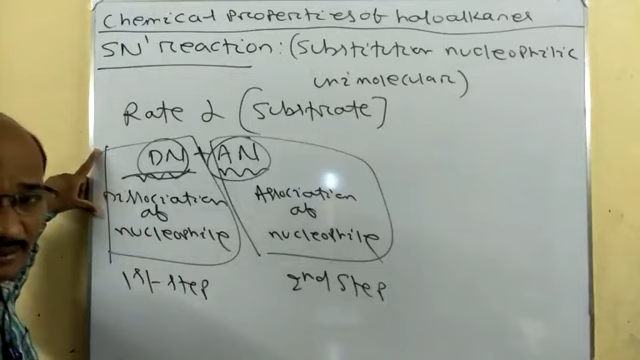 Chemical properties of haloalkanes
SN¹ reaction: (Substitution nucleophilic
unimolecular)
Rate α [Substrate]
DN + AN
Dissociation Association
of of
nucleophile nucleophile
1st step 2nd step